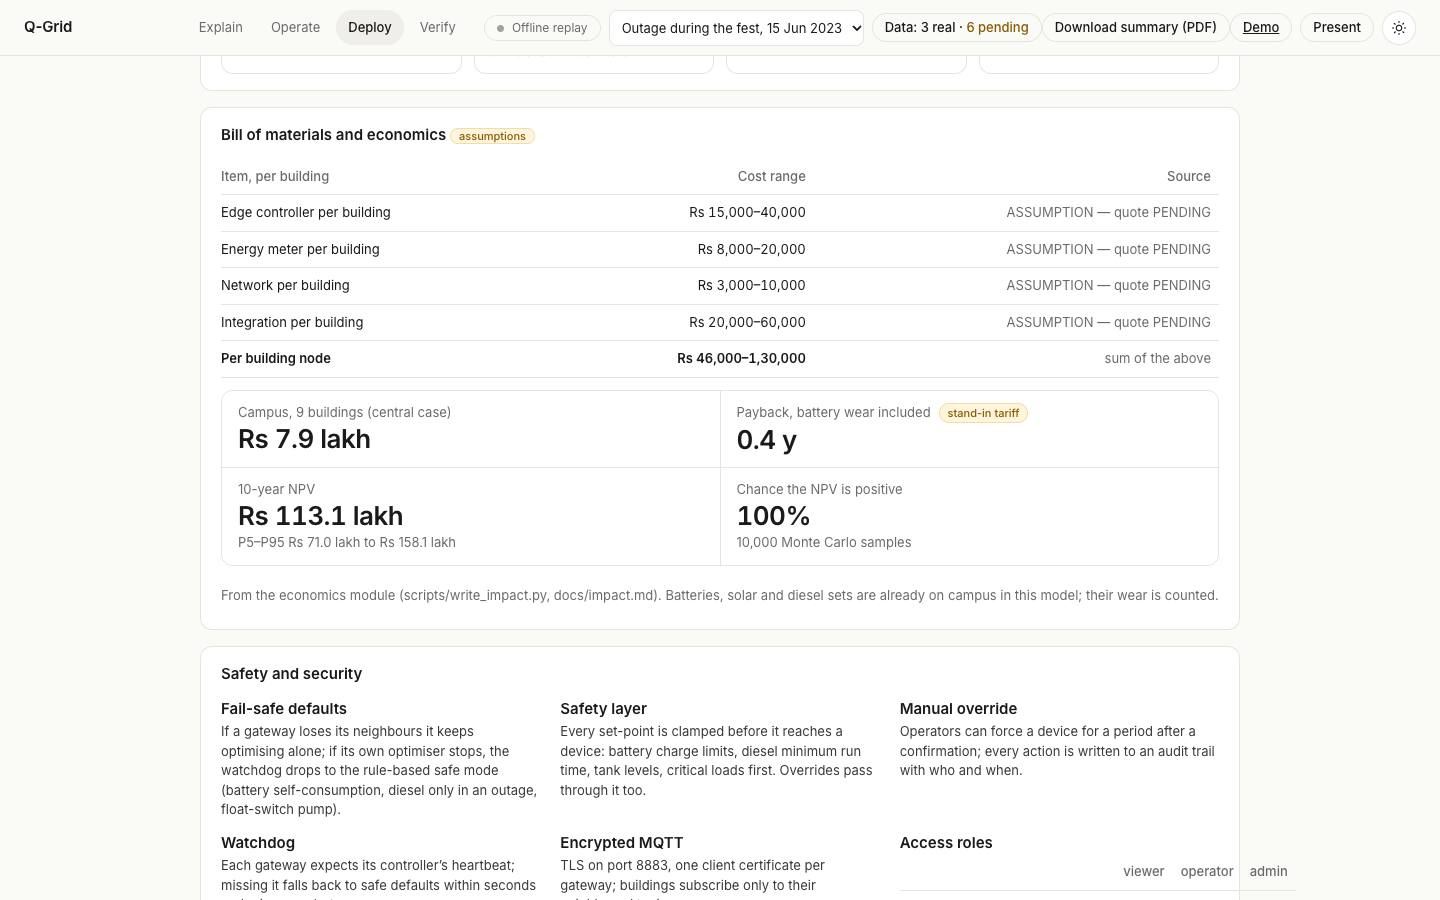 Q-Grid
Explain
Operate
Deploy
Verify
Offline replay
Outage during the fest, 15 Jun 2023
Data: 3 real · 6 pending
Download summary (PDF)
Demo
Present
Bill of materials and economics assumptions
Item, per building Cost range Source
Edge controller per building Rs 15,000–40,000 ASSUMPTION — quote PENDING
Energy meter per building Rs 8,000–20,000 ASSUMPTION — quote PENDING
Network per building Rs 3,000–10,000 ASSUMPTION — quote PENDING
Integration per building Rs 20,000–60,000 ASSUMPTION — quote PENDING
Per building node Rs 46,000–1,30,000 sum of the above
Campus, 9 buildings (central case)
Rs 7.9 lakh
Payback, battery wear included stand-in tariff
0.4 y
10-year NPV
Rs 113.1 lakh
P5–P95 Rs 71.0 lakh to Rs 158.1 lakh
Chance the NPV is positive
100%
10,000 Monte Carlo samples
From the economics module (scripts/write_impact.py, docs/impact.md). Batteries, solar and diesel sets are already on campus in this model; their wear is counted.
Safety and security
Fail-safe defaults
If a gateway loses its neighbours it keeps
optimising alone; if its own optimiser stops, the
watchdog drops to the rule-based safe mode
(battery self-consumption, diesel only in an outage,
float-switch pump).
Safety layer
Every set-point is clamped before it reaches a
device: battery charge limits, diesel minimum run
time, tank levels, critical loads first. Overrides pass
through it too.
Manual override
Operators can force a device for a period after a
confirmation; every action is written to an audit trail
with who and when.
Watchdog
Each gateway expects its controller's heartbeat;
missing it falls back to safe defaults within seconds
Encrypted MQTT
TLS on port 8883, one client certificate per
gateway; buildings subscribe only to their
Access roles
viewer operator admin